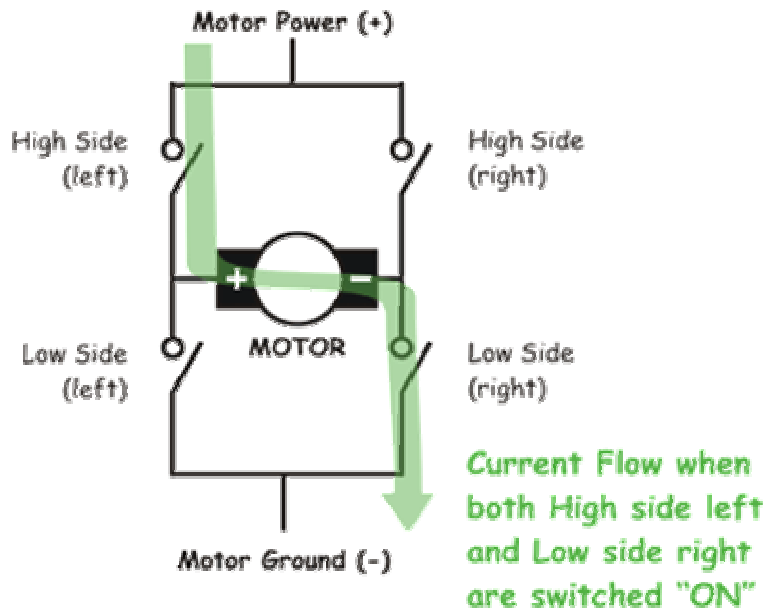 Motor Power (+)
High Side
(left)
High Side
(right)
+
-
MOTOR
Low Side
(left)
Low Side
(right)
Current Flow when
both High side left
and Low side right
are switched "ON"
Motor Ground (-)